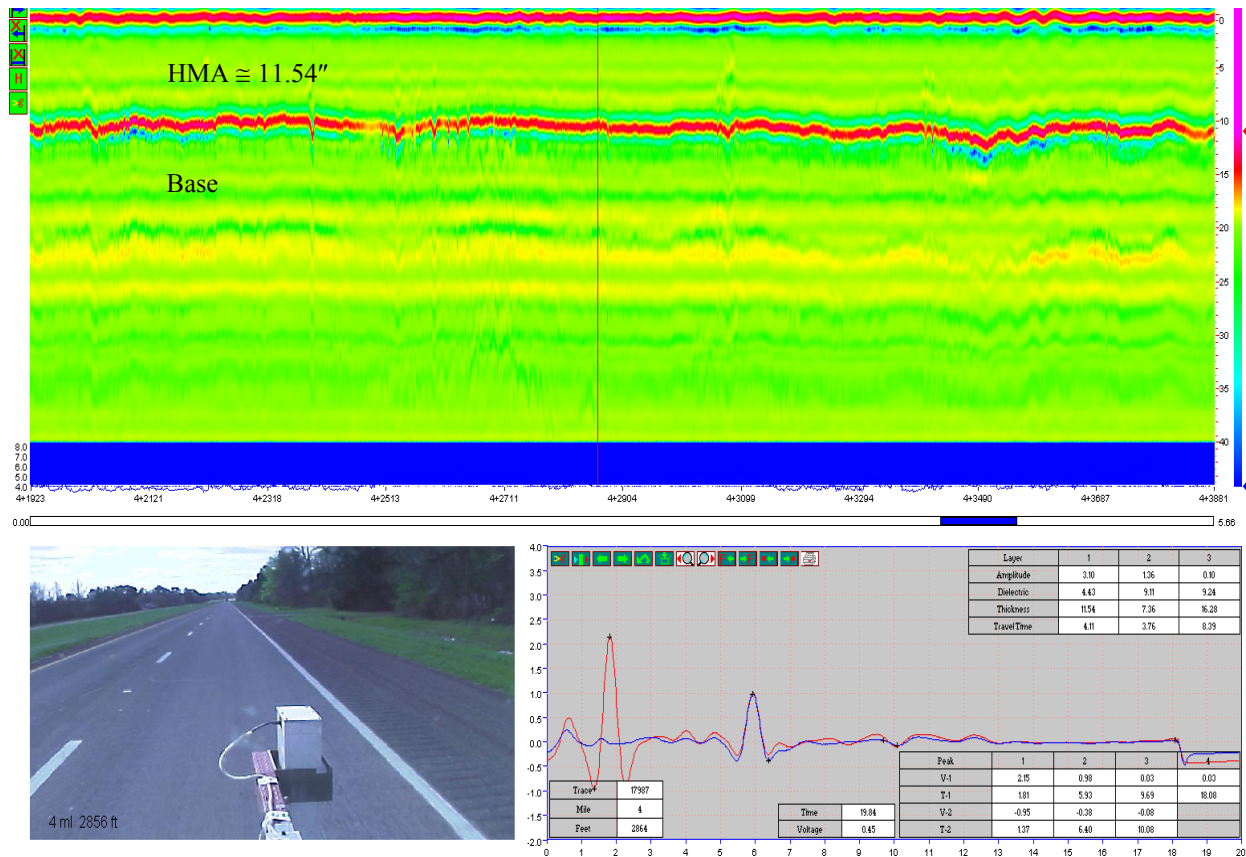 HMA ≅ 11.54″
Base
0
-5
-10
-15
-20
-25
-30
-35
-40
8.0
7.0
6.0
5.0
4.0
4+1923 4+2121 4+2318 4+2513 4+2711 4+2904 4+3099 4+3294 4+3490 4+3687 4+3881
0.00 5.66
4 ml 2856 ft
4.0
3.5
3.0
2.5
2.0
1.5
1.0
0.5
0.0
-0.5
-1.0
-1.5
-2.0
Layer 1 2 3
Amplitude 3.10 1.36 0.10
Dielectric 4.43 9.11 9.24
Thickness 11.54 7.36 16.28
TravelTime 4.11 3.76 8.39
Trace 17987
Mile 4
Feet 2864
Time 19.84
Voltage 0.45
Peak 1 2 3 4
V-1 2.15 0.98 0.03 0.03
T-1 1.81 5.93 9.69 18.08
V-2 -0.95 -0.38 -0.08
T-2 1.37 6.40 10.08
0 1 2 3 4 5 6 7 8 9 10 11 12 13 14 15 16 17 18 19 20